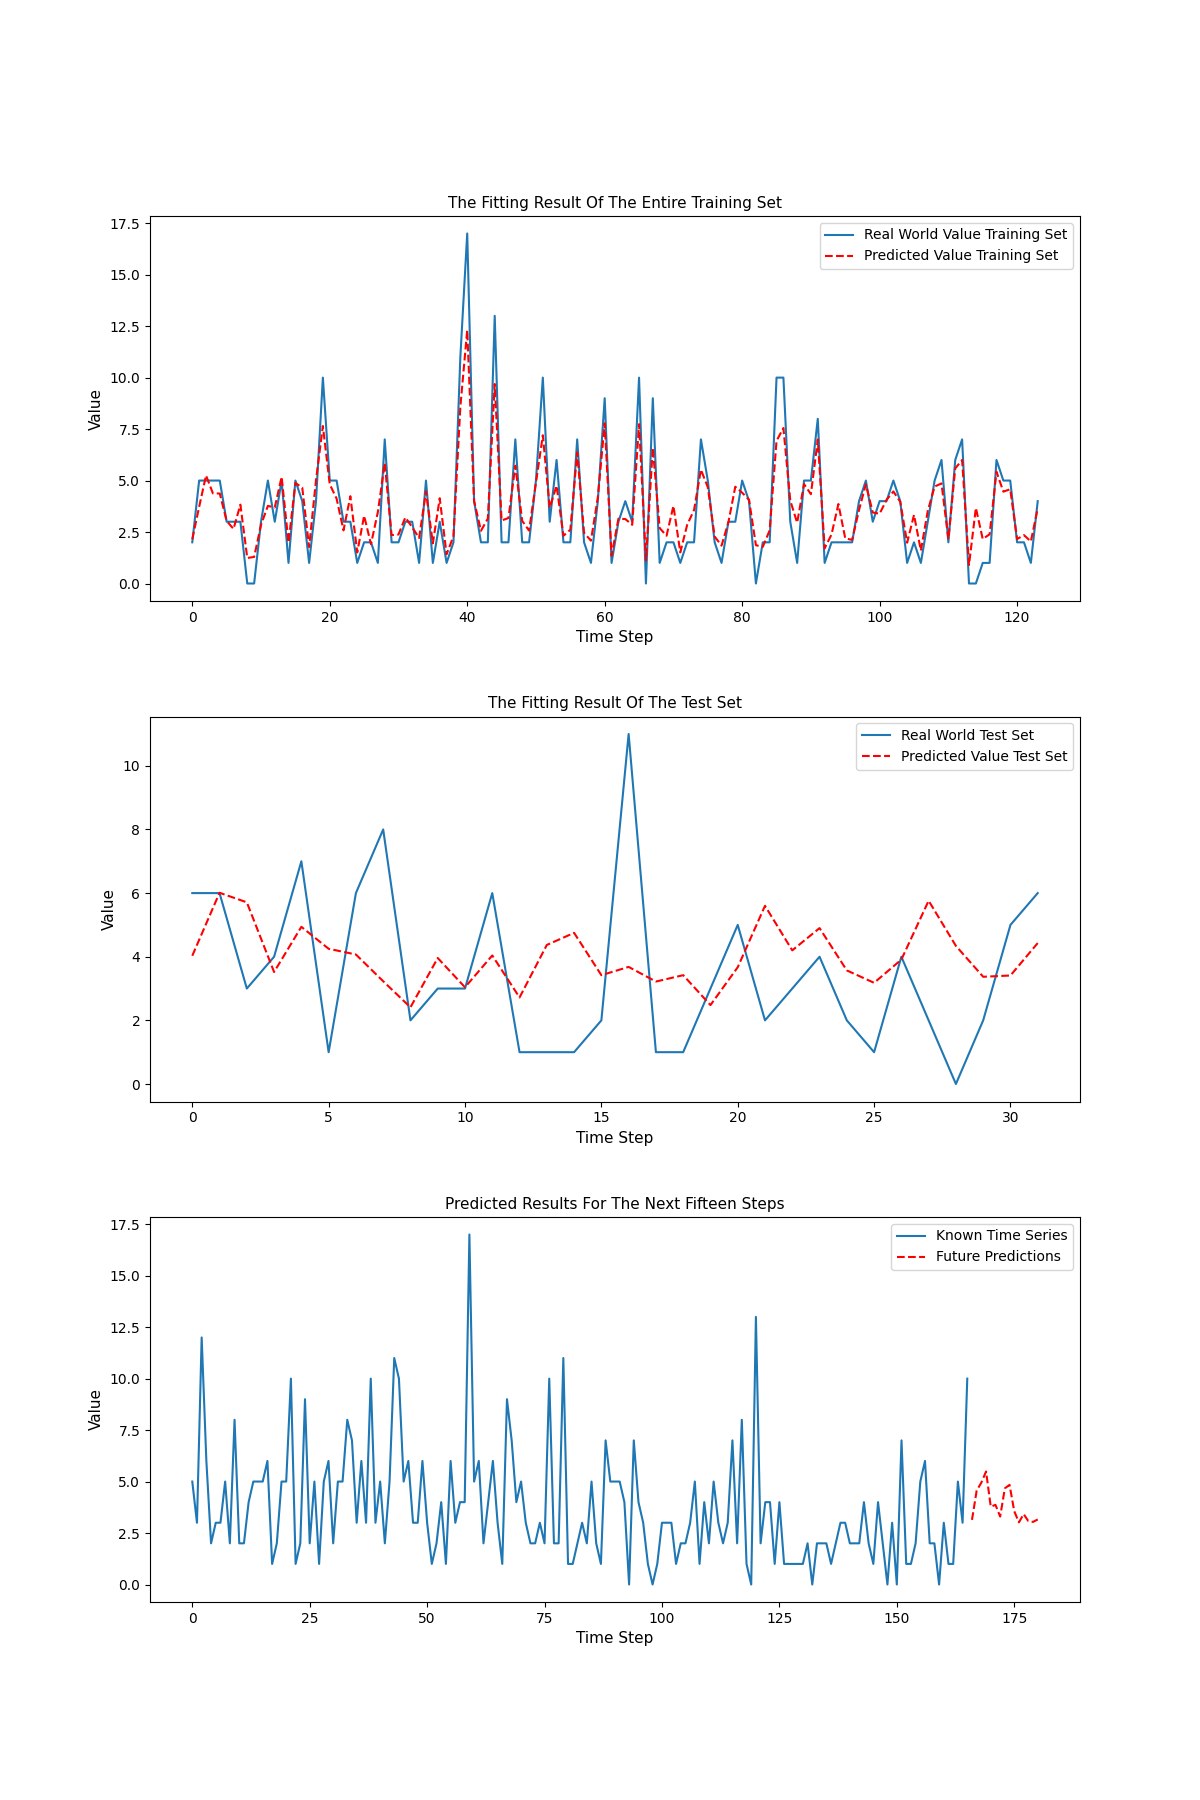 The Fitting Result Of The Entire Training Set
17.5
15.0
12.5
10.0
7.5
5.0
2.5
0.0
Value
Real World Value Training Set
Predicted Value Training Set
0 20 40 60 80 100 120
Time Step
The Fitting Result Of The Test Set
10
8
6
4
2
0
Value
Real World Test Set
Predicted Value Test Set
0 5 10 15 20 25 30
Time Step
Predicted Results For The Next Fifteen Steps
17.5
15.0
12.5
10.0
7.5
5.0
2.5
0.0
Value
Known Time Series
Future Predictions
0 25 50 75 100 125 150 175
Time Step